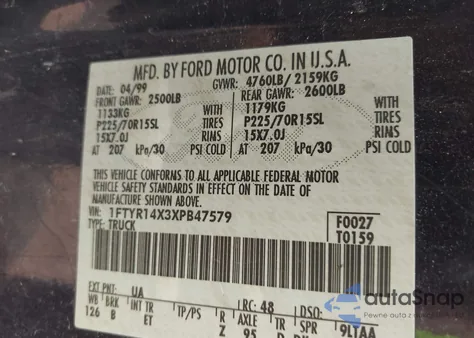 MFD. BY FORD MOTOR CO. IN U.S.A.
DATE: 04/99 GVWR: 4760LB/ 2159KG
FRONT GAWR: 2500LB REAR GAWR: 2600LB
1133KG WITH 1179KG WITH
P225/70R15SL TIRES P225/70R15SL TIRES
15X7.0J RIMS 15X7.0J RIMS
AT 207 kPa/30 PSI COLD AT 207 kPa/30 PSI COLD
THIS VEHICLE CONFORMS TO ALL APPLICABLE FEDERAL MOTOR
VEHICLE SAFETY STANDARDS IN EFFECT ON THE DATE OF
MANUFACTURE SHOWN ABOVE.
VIN: 1FTYR14X3XPB47579 F0027
TYPE: TRUCK T0159
EXT PNT: UA RC: 48 DSO:
WB BRK INT TR TP/PS R AXLE TR SPR
126 B ET Z 95 D 9LTAA
autoSnap
Pewne auta z